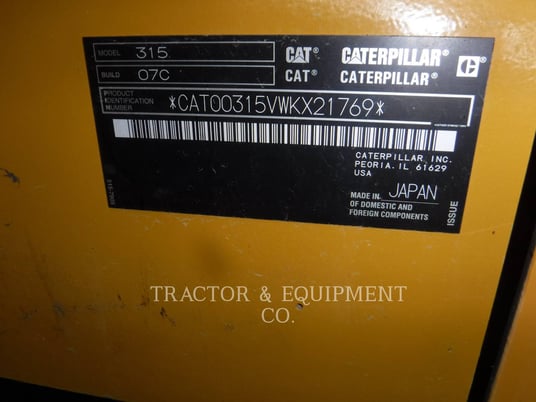 MODEL 315 CAT® CATERPILLAR®
BUILD 07C CAT® CATERPILLAR®
PRODUCT
IDENTIFICATION
NUMBER
*CAT00315VWKX21769*
CATERPILLAR INC.
PEORIA, IL 61629
USA
MADE IN JAPAN
OF DOMESTIC AND
FOREIGN COMPONENTS
ISSUE
TRACTOR & EQUIPMENT
CO.